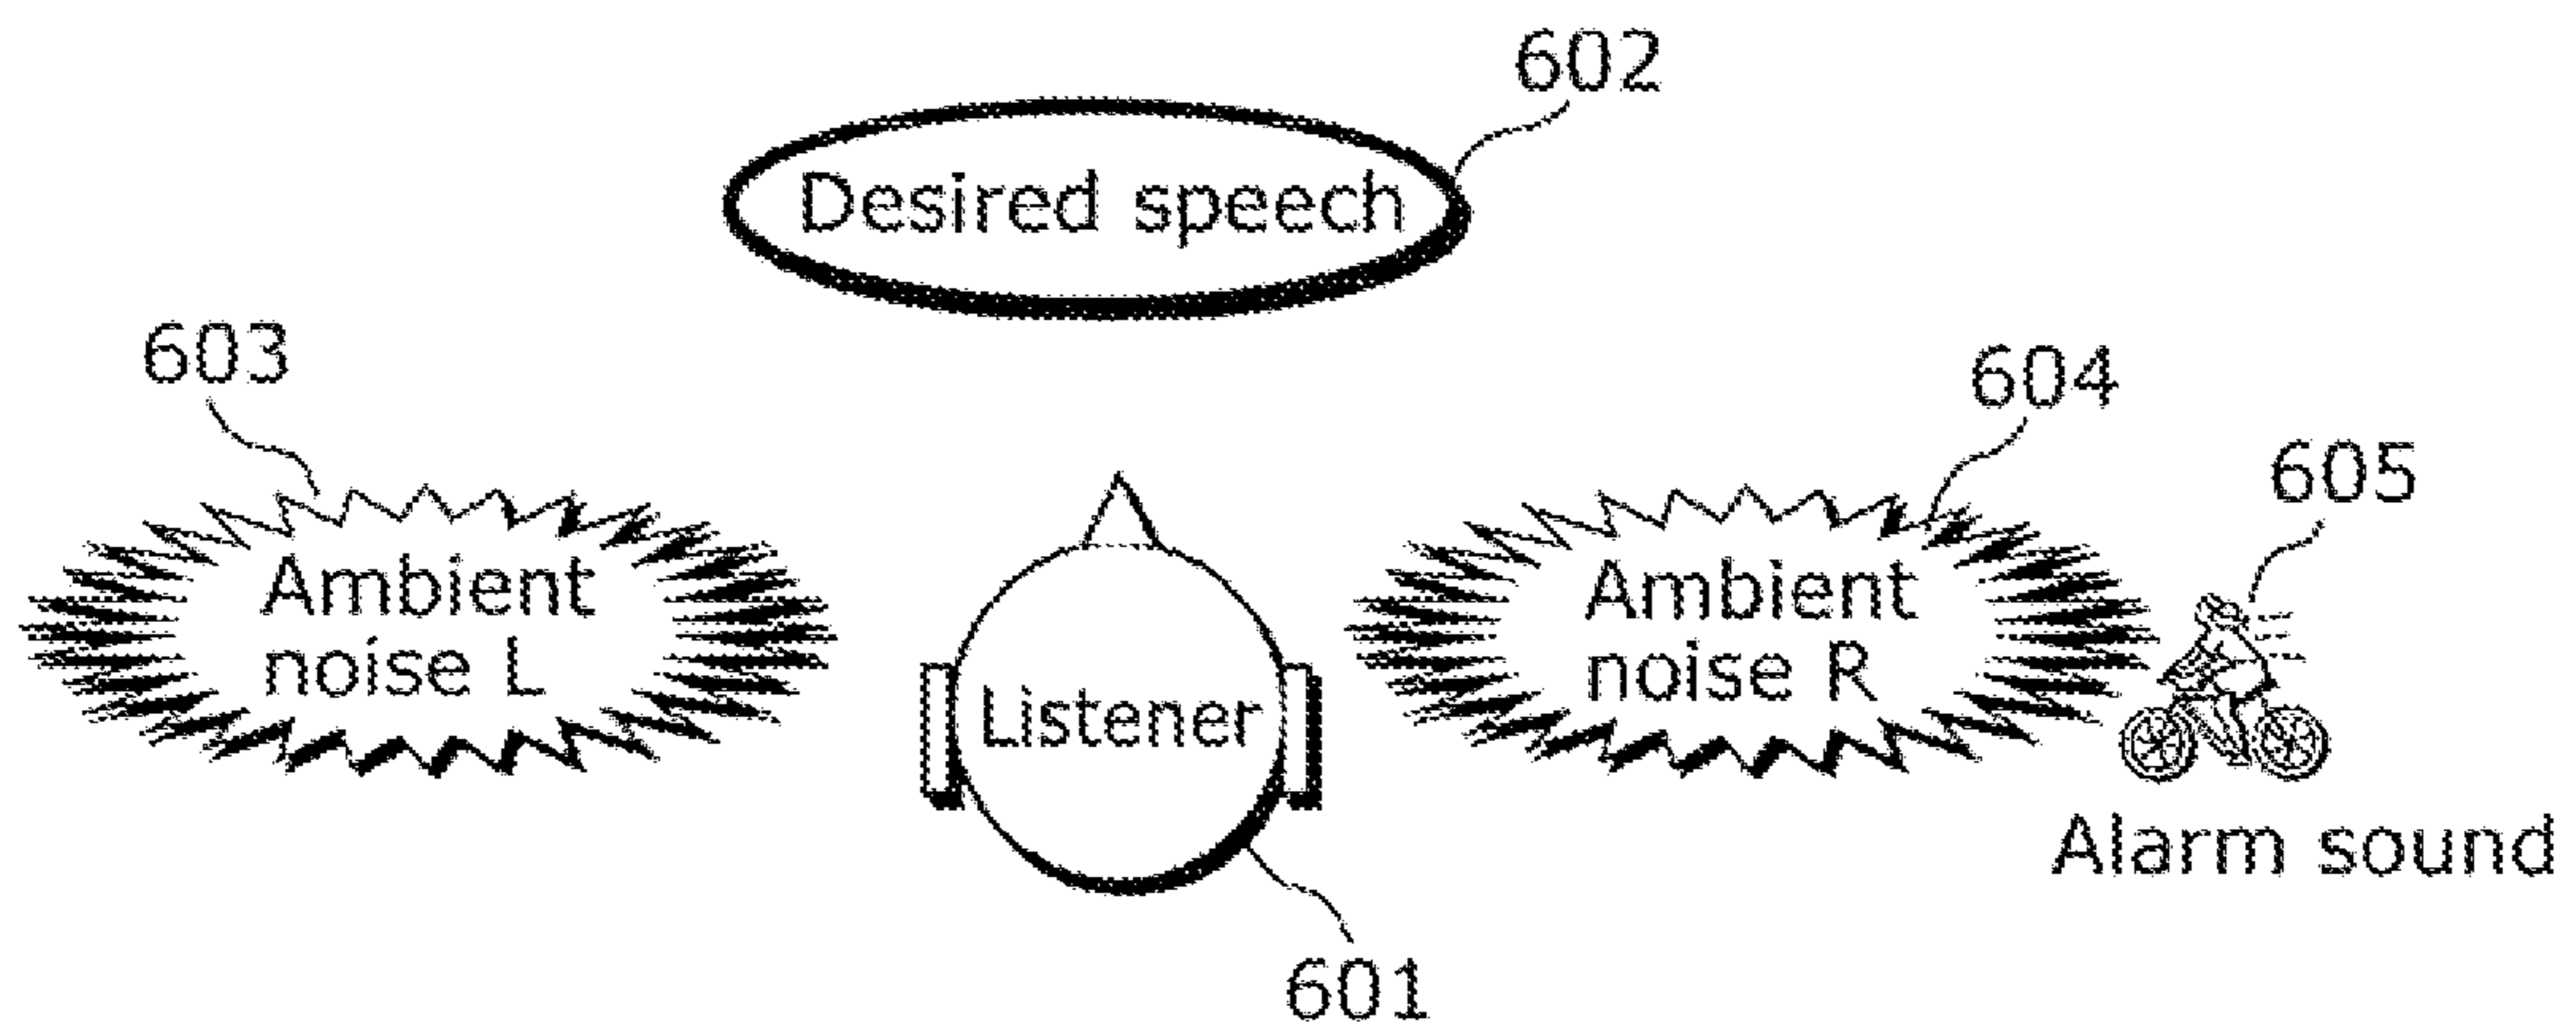 602
Desired speech
603
604
605
Ambient
noise L
Listener
Ambient
noise R
Alarm sound
601